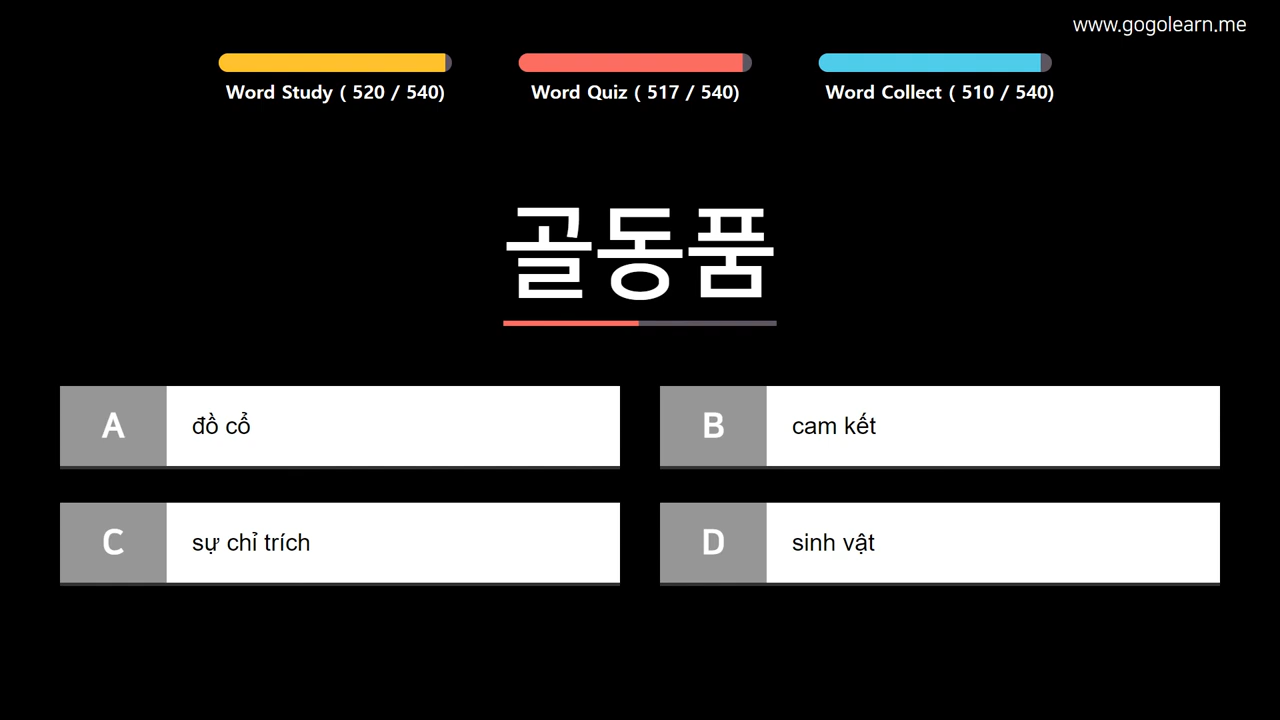 www.gogolearn.me
Word Study ( 520 / 540)
Word Quiz ( 517 / 540)
Word Collect ( 510 / 540)
골동품
A đồ cổ
B cam kết
C sự chỉ trích
D sinh vật